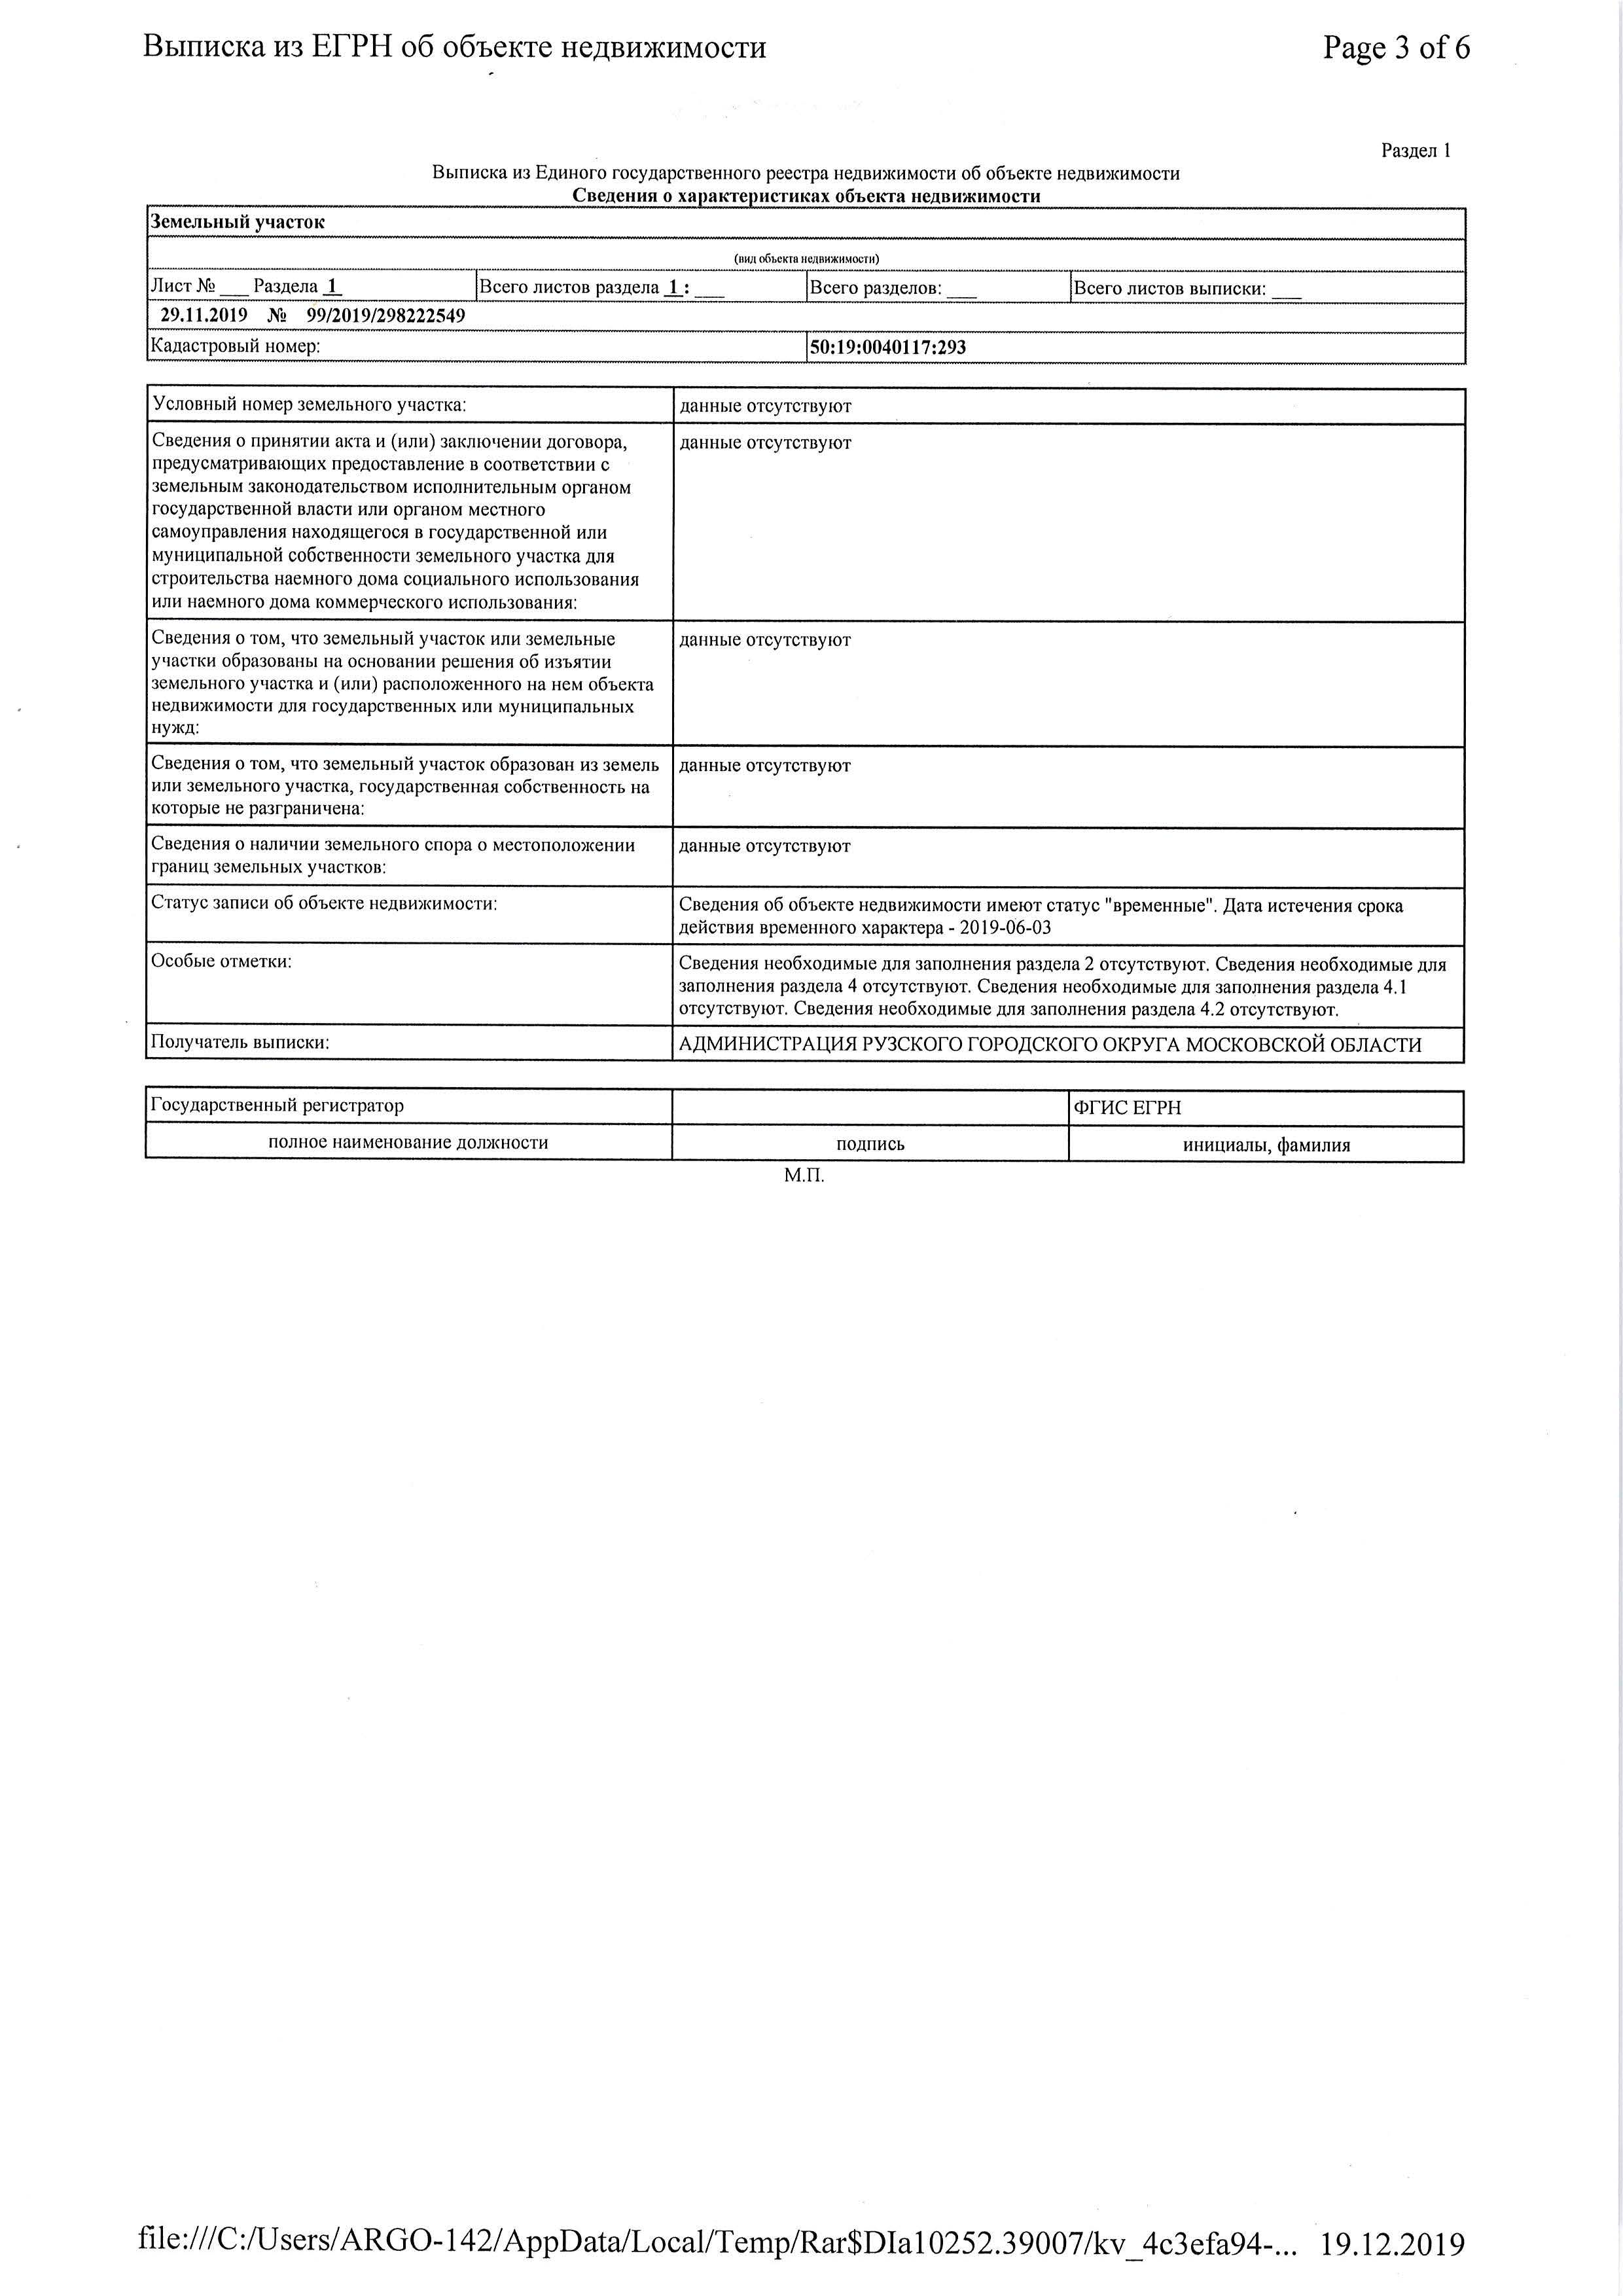 Выписка из ЕГРН об объекте недвижимости Page 3 of 6
Раздел 1
Выписка из Единого государственного реестра недвижимости об объекте недвижимости
Сведения о характеристиках объекта недвижимости
Земельный участок
(вид объекта недвижимости)
Лист № ___ Раздела 1 Всего листов раздела 1 : ___ Всего разделов: ___ Всего листов выписки: ___
29.11.2019 № 99/2019/298222549
Кадастровый номер: 50:19:0040117:293
Условный номер земельного участка: данные отсутствуют
Сведения о принятии акта и (или) заключении договора, данные отсутствуют
предусматривающих предоставление в соответствии с
земельным законодательством исполнительным органом
государственной власти или органом местного
самоуправления находящегося в государственной или
муниципальной собственности земельного участка для
строительства наемного дома социального использования
или наемного дома коммерческого использования:
Сведения о том, что земельный участок или земельные данные отсутствуют
участки образованы на основании решения об изъятии
земельного участка и (или) расположенного на нем объекта
недвижимости для государственных или муниципальных
нужд:
Сведения о том, что земельный участок образован из земель данные отсутствуют
или земельного участка, государственная собственность на
которые не разграничена:
Сведения о наличии земельного спора о местоположении данные отсутствуют
границ земельных участков:
Статус записи об объекте недвижимости: Сведения об объекте недвижимости имеют статус "временные". Дата истечения срока
действия временного характера - 2019-06-03
Особые отметки: Сведения необходимые для заполнения раздела 2 отсутствуют. Сведения необходимые для
заполнения раздела 4 отсутствуют. Сведения необходимые для заполнения раздела 4.1
отсутствуют. Сведения необходимые для заполнения раздела 4.2 отсутствуют.
Получатель выписки: АДМИНИСТРАЦИЯ РУЗСКОГО ГОРОДСКОГО ОКРУГА МОСКОВСКОЙ ОБЛАСТИ
Государственный регистратор ФГИС ЕГРН
полное наименование должности подпись инициалы, фамилия
М.П.
file:///C:/Users/ARGO-142/AppData/Local/Temp/Rar$DIa10252.39007/kv_4c3efa94-... 19.12.2019